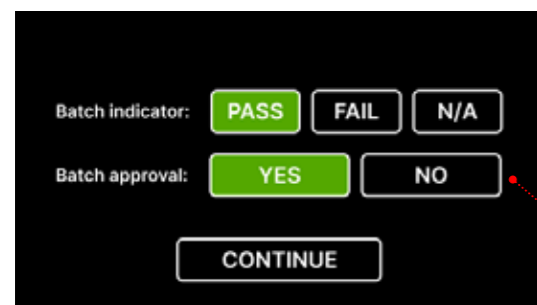 Batch indicator: PASS FAIL N/A
Batch approval: YES NO
CONTINUE